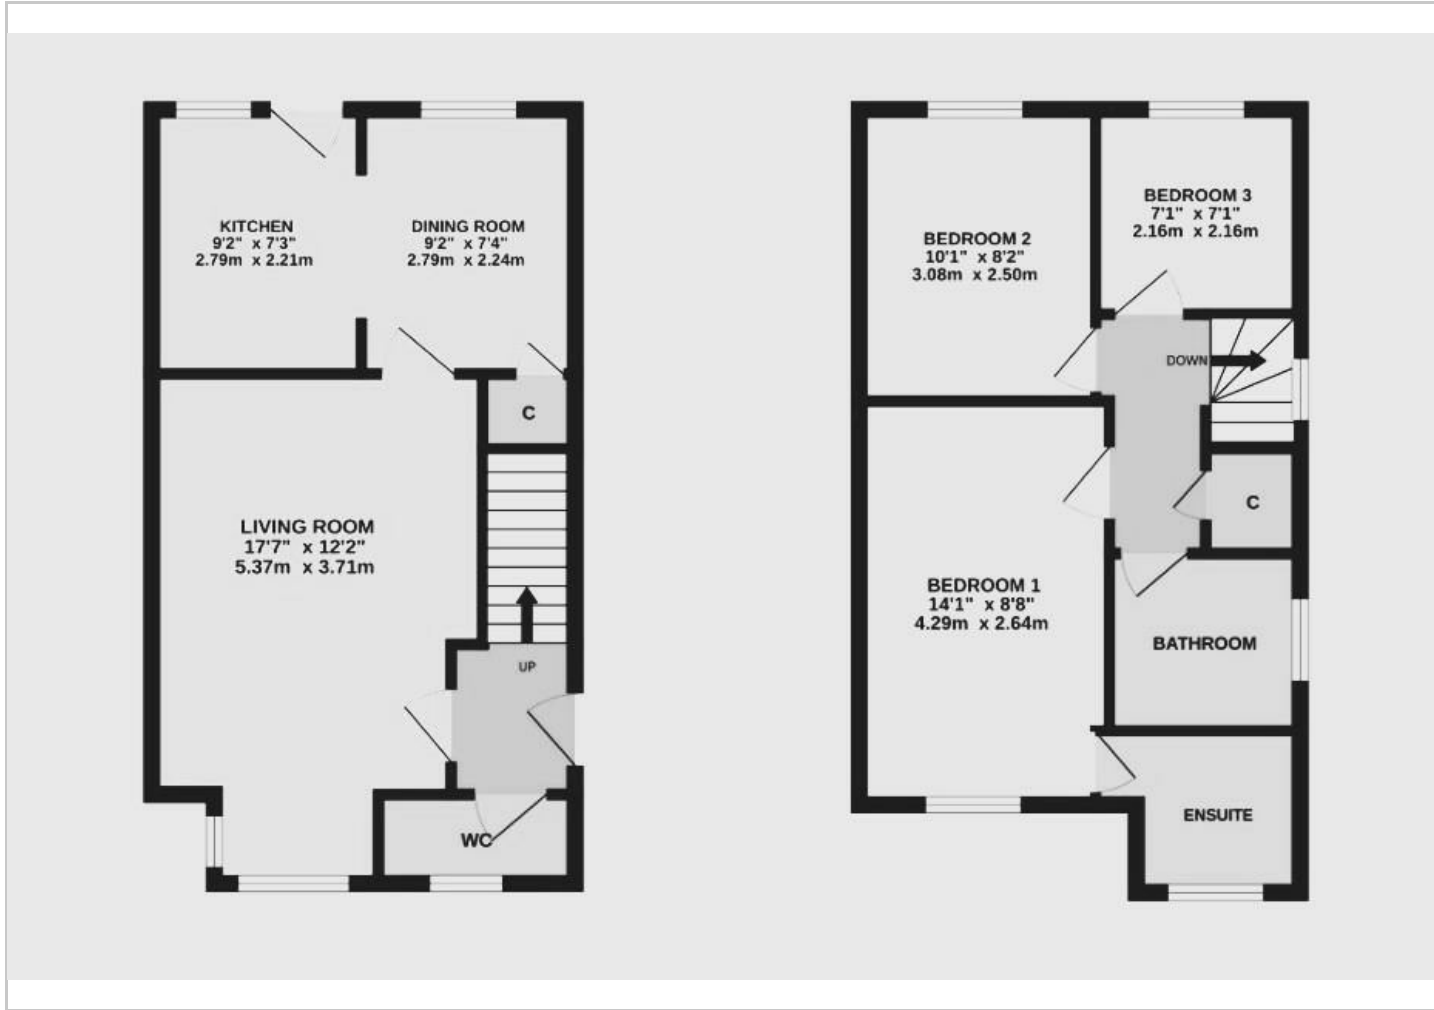 KITCHEN
9'2" x 7'3"
2.79m x 2.21m
DINING ROOM
9'2" x 7'4"
2.79m x 2.24m
C
LIVING ROOM
17'7" x 12'2"
5.37m x 3.71m
UP
WC
BEDROOM 2
10'1" x 8'2"
3.08m x 2.50m
BEDROOM 3
7'1" x 7'1"
2.16m x 2.16m
DOWN
C
BEDROOM 1
14'1" x 8'8"
4.29m x 2.64m
BATHROOM
ENSUITE